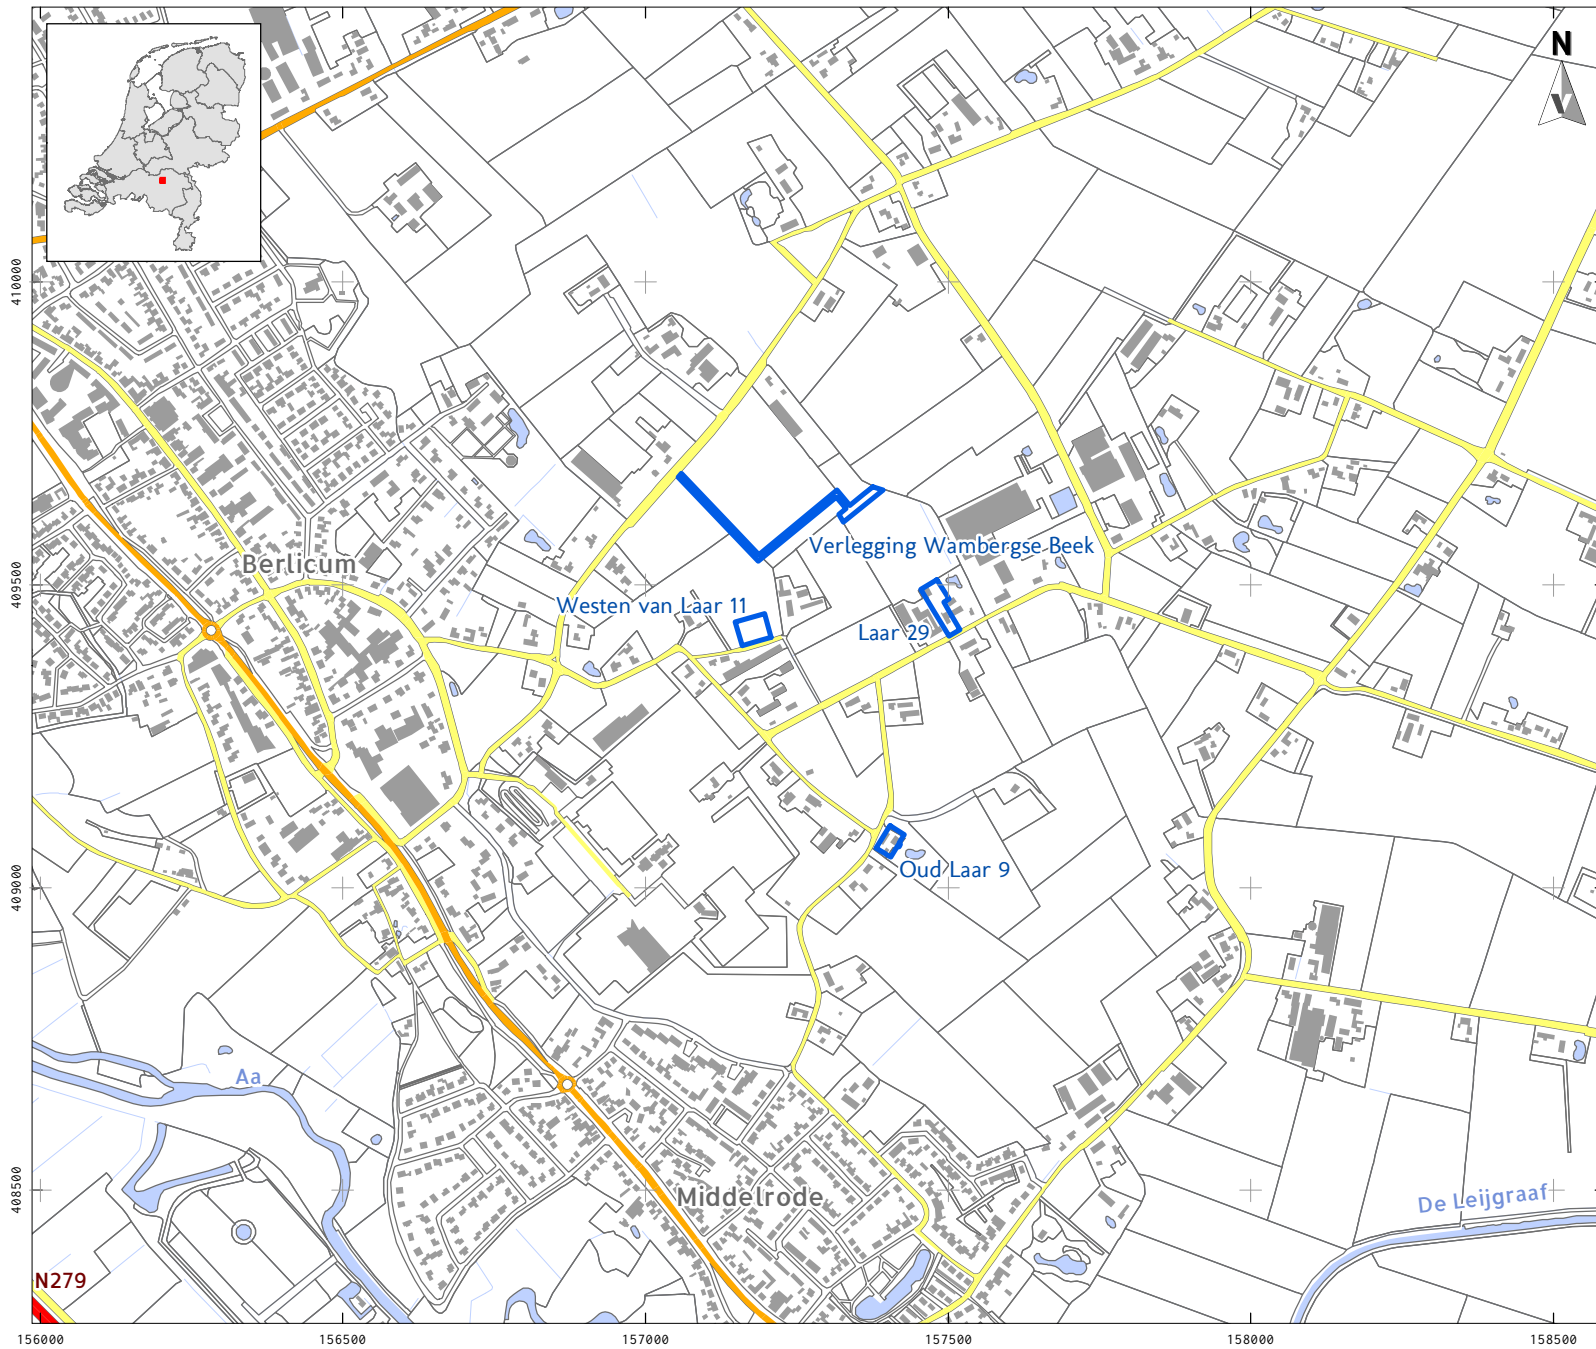 N
410000
Berlicum
Verlegging Wambergse Beek
409500
Westen van Laar 11
Laar 29
Oud Laar 9
409000
Aa
Middelrode
408500
De Leijgraaf
N279
156000
156500
157000
157500
158000
158500